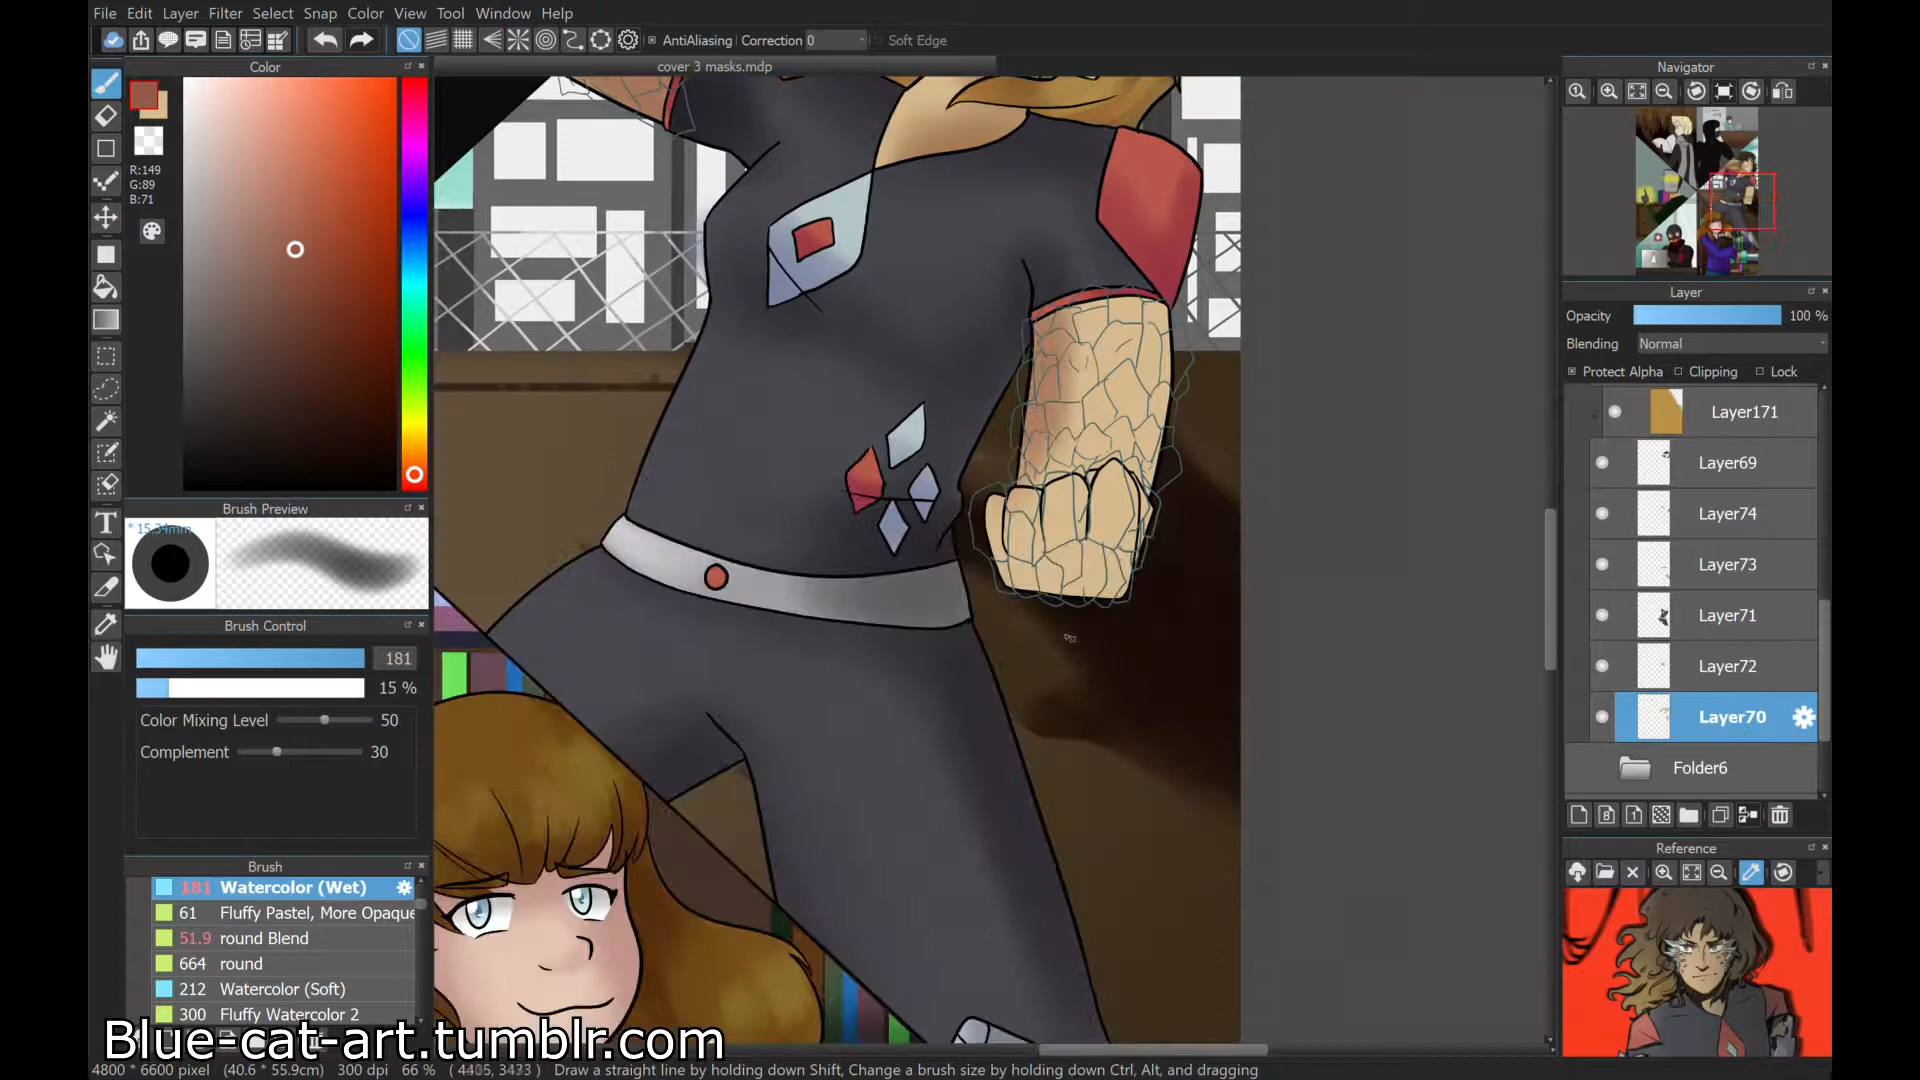 File Edit Layer Filter Select Snap Color View Tool Window Help
AntiAliasing Correction 0 Soft Edge
Color
cover 3 masks.mdp
Navigator
R:149
G:89
B:71
Layer
Opacity 100 %
Blending Normal
Protect Alpha Clipping Lock
Layer171
Layer69
Layer74
Layer73
Layer71
Layer72
Layer70
Folder6
Brush Preview
* 15.34mm
Brush Control
181
15 %
Color Mixing Level 50
Complement 30
Brush
181 Watercolor (Wet)
61 Fluffy Pastel, More Opaque
51.9 round Blend
664 round
212 Watercolor (Soft)
300 Fluffy Watercolor 2
Reference
Blue-cat-art.tumblr.com
4800 * 6600 pixel (40.6 * 55.9cm) 300 dpi 66 % ( 4405, 3433 ) Draw a straight line by holding down Shift, Change a brush size by holding down Ctrl, Alt, and dragging